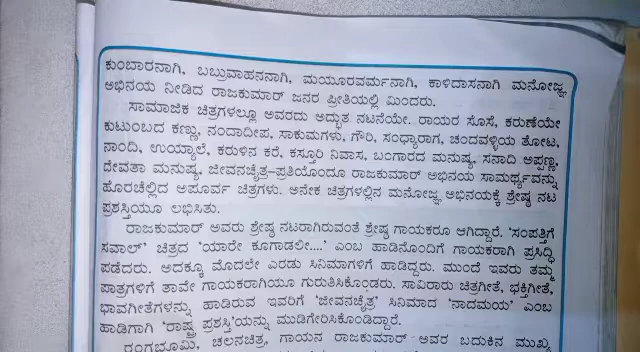 ಕುಂಬಾರನಾಗಿ, ಬಬ್ರುವಾಹನನಾಗಿ, ಮಯೂರವರ್ಮನಾಗಿ, ಕಾಳಿದಾಸನಾಗಿ ಮನೋಜ್ಞ
ಅಭಿನಯ ನೀಡಿದ ರಾಜಕುಮಾರ್ ಜನರ ಪ್ರೀತಿಯಲ್ಲಿ ಮಿಂದರು.
ಸಾಮಾಜಿಕ ಚಿತ್ರಗಳಲ್ಲೂ ಅವರದು ಅದ್ಭುತ ನಟನೆಯೇ. ರಾಯರ ಸೊಸೆ, ಕರುಣೆಯೇ
ಕುಟುಂಬದ ಕಣ್ಣು, ನಂದಾದೀಪ, ಸಾಕುಮಗಳು, ಗೌರಿ, ಸಂಧ್ಯಾರಾಗ, ಚಂದವಳ್ಳಿಯ ತೋಟ,
ನಾಂದಿ, ಉಯ್ಯಾಲೆ, ಕರುಳಿನ ಕರೆ, ಕಸ್ತೂರಿ ನಿವಾಸ, ಬಂಗಾರದ ಮನುಷ್ಯ, ಸನಾದಿ ಅಪ್ಪಣ್ಣ,
ದೇವತಾ ಮನುಷ್ಯ, ಜೀವನಚೈತ್ರ–ಪ್ರತಿಯೊಂದೂ ರಾಜಕುಮಾರ್ ಅಭಿನಯ ಸಾಮರ್ಥ್ಯವನ್ನು
ಹೊರಚೆಲ್ಲಿದ ಅಪೂರ್ವ ಚಿತ್ರಗಳು. ಅನೇಕ ಚಿತ್ರಗಳಲ್ಲಿನ ಮನೋಜ್ಞ ಅಭಿನಯಕ್ಕೆ ಶ್ರೇಷ್ಠ ನಟ
ಪ್ರಶಸ್ತಿಯೂ ಲಭಿಸಿತು.
ರಾಜಕುಮಾರ್ ಅವರು ಶ್ರೇಷ್ಠ ನಟರಾಗಿರುವಂತೆ ಶ್ರೇಷ್ಠ ಗಾಯಕರೂ ಆಗಿದ್ದಾರೆ. ‘ಸಂಪತ್ತಿಗೆ
ಸವಾಲ್’ ಚಿತ್ರದ ‘ಯಾರೇ ಕೂಗಾಡಲೀ....’ ಎಂಬ ಹಾಡಿನೊಂದಿಗೆ ಗಾಯಕರಾಗಿ ಪ್ರಸಿದ್ಧಿ
ಪಡೆದರು. ಅದಕ್ಕೂ ಮೊದಲೇ ಎರಡು ಸಿನಿಮಾಗಳಿಗೆ ಹಾಡಿದ್ದರು. ಮುಂದೆ ಇವರು ತಮ್ಮ
ಪಾತ್ರಗಳಿಗೆ ತಾವೇ ಗಾಯಕರಾಗಿಯೂ ಗುರುತಿಸಿಕೊಂಡರು. ಸಾವಿರಾರು ಚಿತ್ರಗೀತೆ, ಭಕ್ತಿಗೀತೆ,
ಭಾವಗೀತೆಗಳನ್ನು ಹಾಡಿರುವ ಇವರಿಗೆ ‘ಜೀವನಚೈತ್ರ’ ಸಿನಿಮಾದ ‘ನಾದಮಯ’ ಎಂಬ
ಹಾಡಿಗಾಗಿ ‘ರಾಷ್ಟ್ರ ಪ್ರಶಸ್ತಿ’ಯನ್ನು ಮುಡಿಗೇರಿಸಿಕೊಂಡಿದ್ದಾರೆ.
ರಂಗಭೂಮಿ, ಚಲನಚಿತ್ರ, ಗಾಯನ ರಾಜಕುಮಾರ್ ಅವರ ಬದುಕಿನ ಮುಖ್ಯ